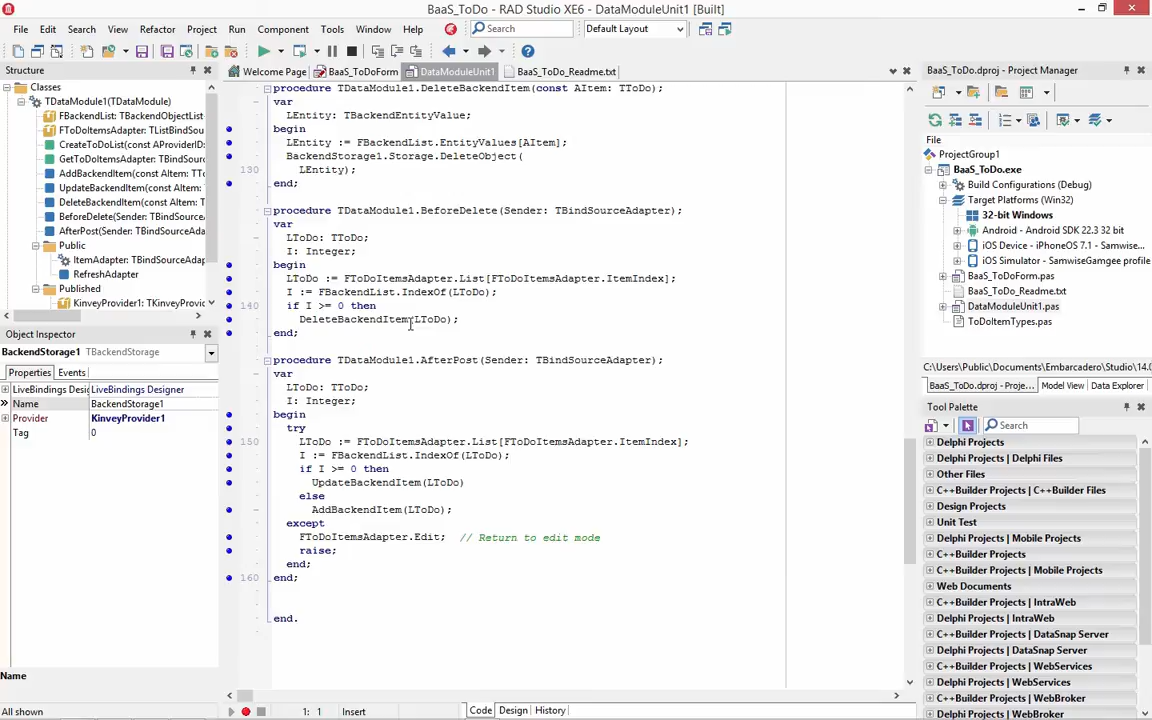 BaaS_ToDo - RAD Studio XE6 - DataModuleUnit1 [Built]
File Edit Search View Refactor Project Run Component Tools Window Help
Search
Default Layout
Structure
Classes
TDataModule1(TDataModule)
FBackendList: TBackendObjectList
FToDoItemsAdapter: TListBindSou
CreateToDoList(const AProviderID:
GetToDoItemsAdapter: TBindSourc
AddBackendItem(const AItem: TTo
UpdateBackendItem(const AItem:
DeleteBackendItem(const AItem: T
BeforeDelete(Sender: TBindSourceA
AfterPost(Sender: TBindSourceAda
Public
ItemAdapter: TBindSourceAdap
RefreshAdapter
Published
KinveyProvider1: TKinveyProvic
Object Inspector
BackendStorage1 TBackendStorage
Properties Events
LiveBindings Desig LiveBindings Designer
Name BackendStorage1
Provider KinveyProvider1
Tag 0
Name
All shown
Welcome Page BaaS_ToDoForm DataModuleUnit1 BaaS_ToDo_Readme.txt
procedure TDataModule1.DeleteBackendItem(const AItem: TToDo);
var
LEntity: TBackendEntityValue;
begin
LEntity := FBackendList.EntityValues[AItem];
BackendStorage1.Storage.DeleteObject(
130 LEntity);
end;
procedure TDataModule1.BeforeDelete(Sender: TBindSourceAdapter);
var
LToDo: TToDo;
I: Integer;
begin
LToDo := FToDoItemsAdapter.List[FToDoItemsAdapter.ItemIndex];
I := FBackendList.IndexOf(LToDo);
140 if I >= 0 then
DeleteBackendItem(LToDo);
end;
procedure TDataModule1.AfterPost(Sender: TBindSourceAdapter);
var
LToDo: TToDo;
I: Integer;
begin
try
150 LToDo := FToDoItemsAdapter.List[FToDoItemsAdapter.ItemIndex];
I := FBackendList.IndexOf(LToDo);
if I >= 0 then
UpdateBackendItem(LToDo)
else
AddBackendItem(LToDo);
except
FToDoItemsAdapter.Edit; // Return to edit mode
raise;
end;
160 end;
end.
1: 1 Insert Code Design History
BaaS_ToDo.dproj - Project Manager
File
ProjectGroup1
BaaS_ToDo.exe
Build Configurations (Debug)
Target Platforms (Win32)
32-bit Windows
Android - Android SDK 22.3 32 bit
iOS Device - iPhoneOS 7.1 - Samwise...
iOS Simulator - SamwiseGamgee profile
BaaS_ToDoForm.pas
BaaS_ToDo_Readme.txt
DataModuleUnit1.pas
ToDoItemTypes.pas
C:\Users\Public\Documents\Embarcadero\Studio\14.0
BaaS_ToDo.dproj - Proje... Model View Data Explorer
Tool Palette
Search
Delphi Projects
Delphi Projects | Delphi Files
Other Files
C++Builder Projects | C++Builder Files
Design Projects
Unit Test
Delphi Projects | Mobile Projects
C++Builder Projects
C++Builder Projects | Mobile Projects
Web Documents
C++Builder Projects | IntraWeb
Delphi Projects | IntraWeb
C++Builder Projects | DataSnap Server
Delphi Projects | DataSnap Server
C++Builder Projects | WebServices
Delphi Projects | WebServices
C++Builder Projects | WebBroker
Delphi Projects | WebBroker